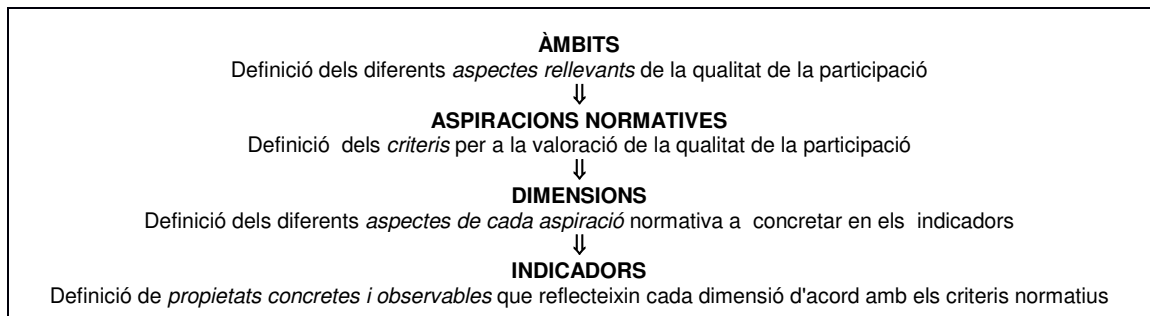 ÀMBITS
Definició dels diferents aspectes rellevants de la qualitat de la participació
⇓
ASPIRACIONS NORMATIVES
Definició dels criteris per a la valoració de la qualitat de la participació
⇓
DIMENSIONS
Definició dels diferents aspectes de cada aspiració normativa a concretar en els indicadors
⇓
INDICADORS
Definició de propietats concretes i observables que reflecteixin cada dimensió d'acord amb els criteris normatius